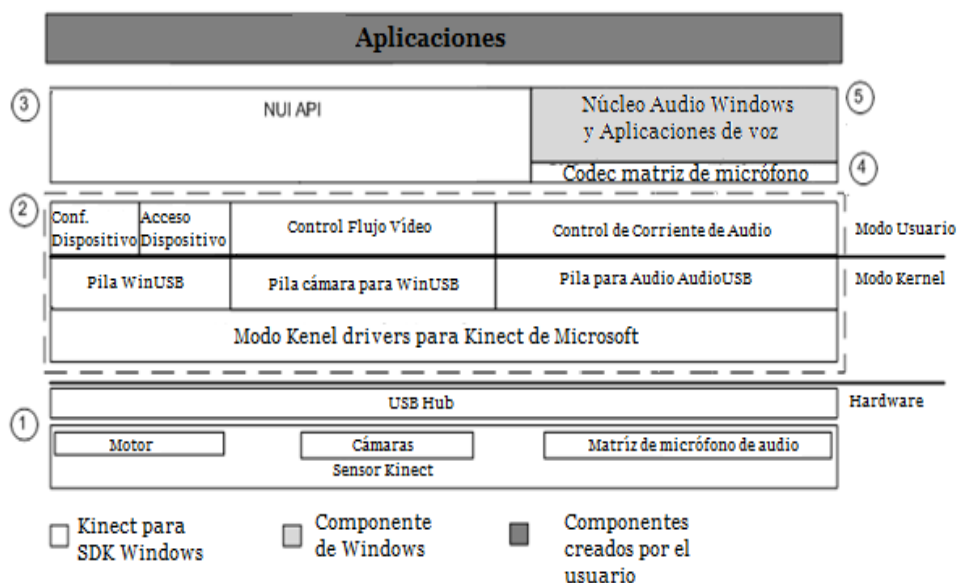 Aplicaciones
3
NUI API
Núcleo Audio Windows
y Aplicaciones de voz
5
Codec matriz de micrófono
4
2
Conf.
Dispositivo
Acceso
Dispositivo
Control Flujo Vídeo
Control de Corriente de Audio
Modo Usuario
Pila WinUSB
Pila cámara para WinUSB
Pila para Audio AudioUSB
Modo Kernel
Modo Kenel drivers para Kinect de Microsoft
USB Hub
Hardware
1
Motor
Cámaras
Matríz de micrófono de audio
Sensor Kinect
Kinect para
SDK Windows
Componente
de Windows
Componentes
creados por el
usuario